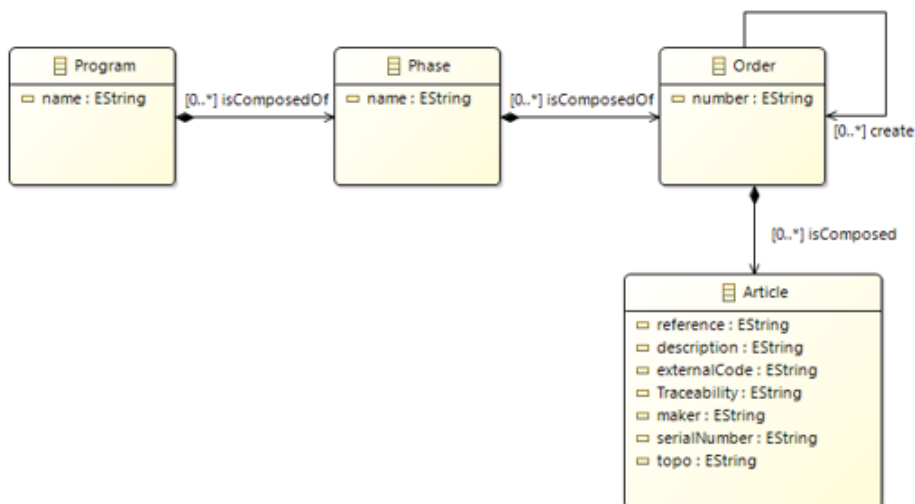 Program
name : EString
[0..*] isComposedOf
Phase
name : EString
[0..*] isComposedOf
Order
number : EString
[0..*] create
[0..*] isComposed
Article
reference : EString
description : EString
externalCode : EString
Traceability : EString
maker : EString
serialNumber : EString
topo : EString